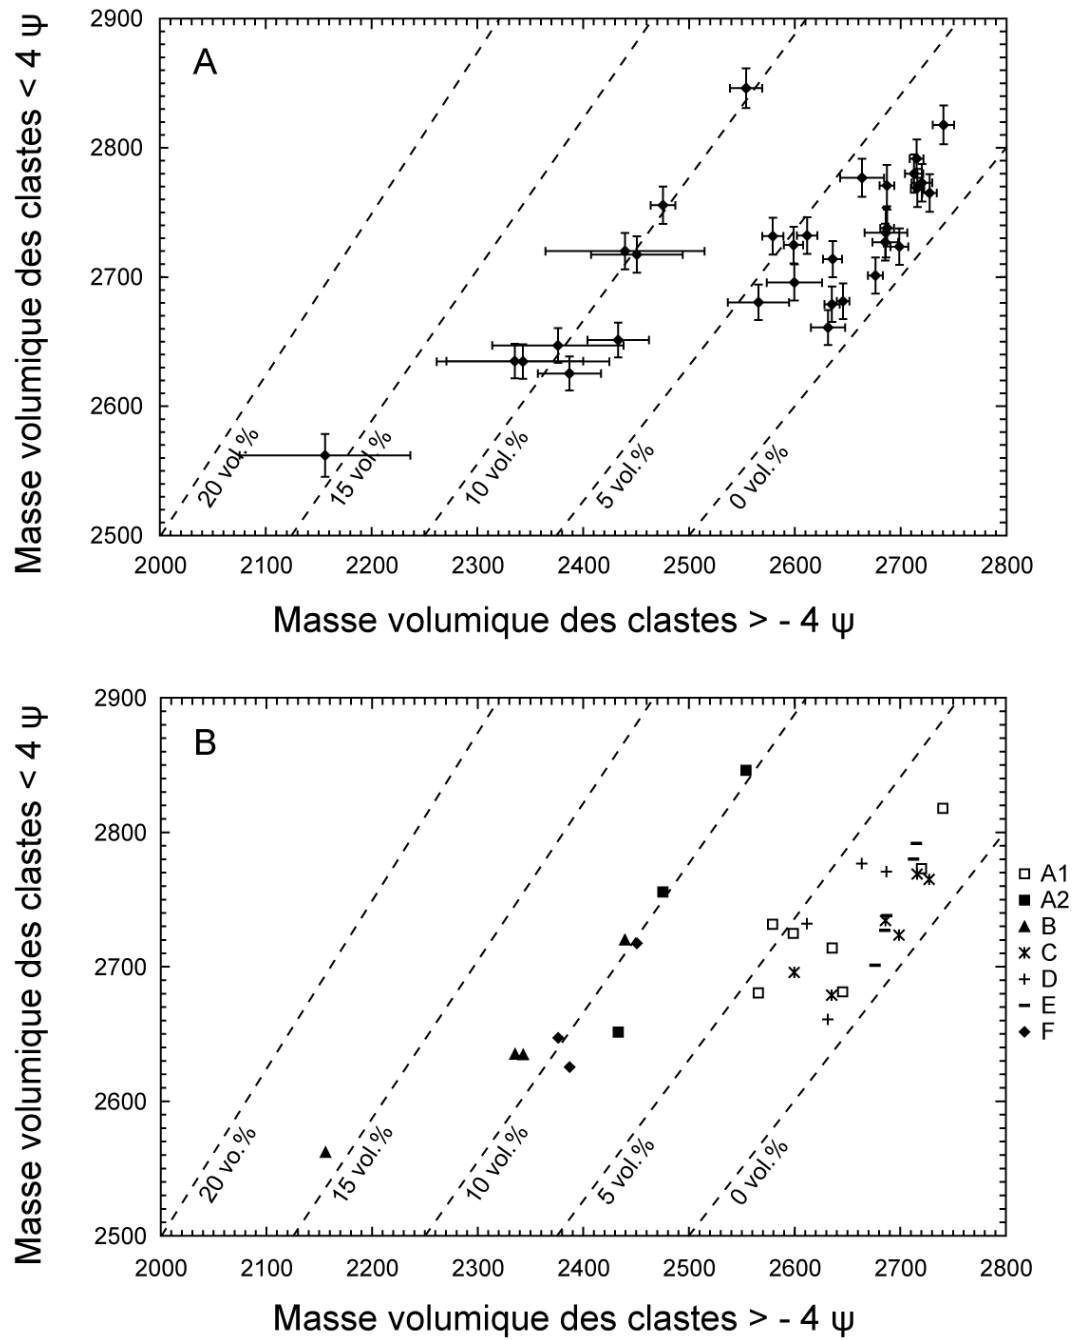 A
Masse volumique des clastes < 4 ψ
2900
2800
2700
2600
2500
20 vol.%
15 vol.%
10 vol.%
5 vol.%
0 vol.%
2000 2100 2200 2300 2400 2500 2600 2700 2800
Masse volumique des clastes > - 4 ψ
B
Masse volumique des clastes < 4 ψ
2900
2800
2700
2600
2500
20 vo.%
15 vol.%
10 vol.%
5 vol.%
0 vol.%
A1
A2
B
C
D
E
F
2000 2100 2200 2300 2400 2500 2600 2700 2800
Masse volumique des clastes > - 4 ψ